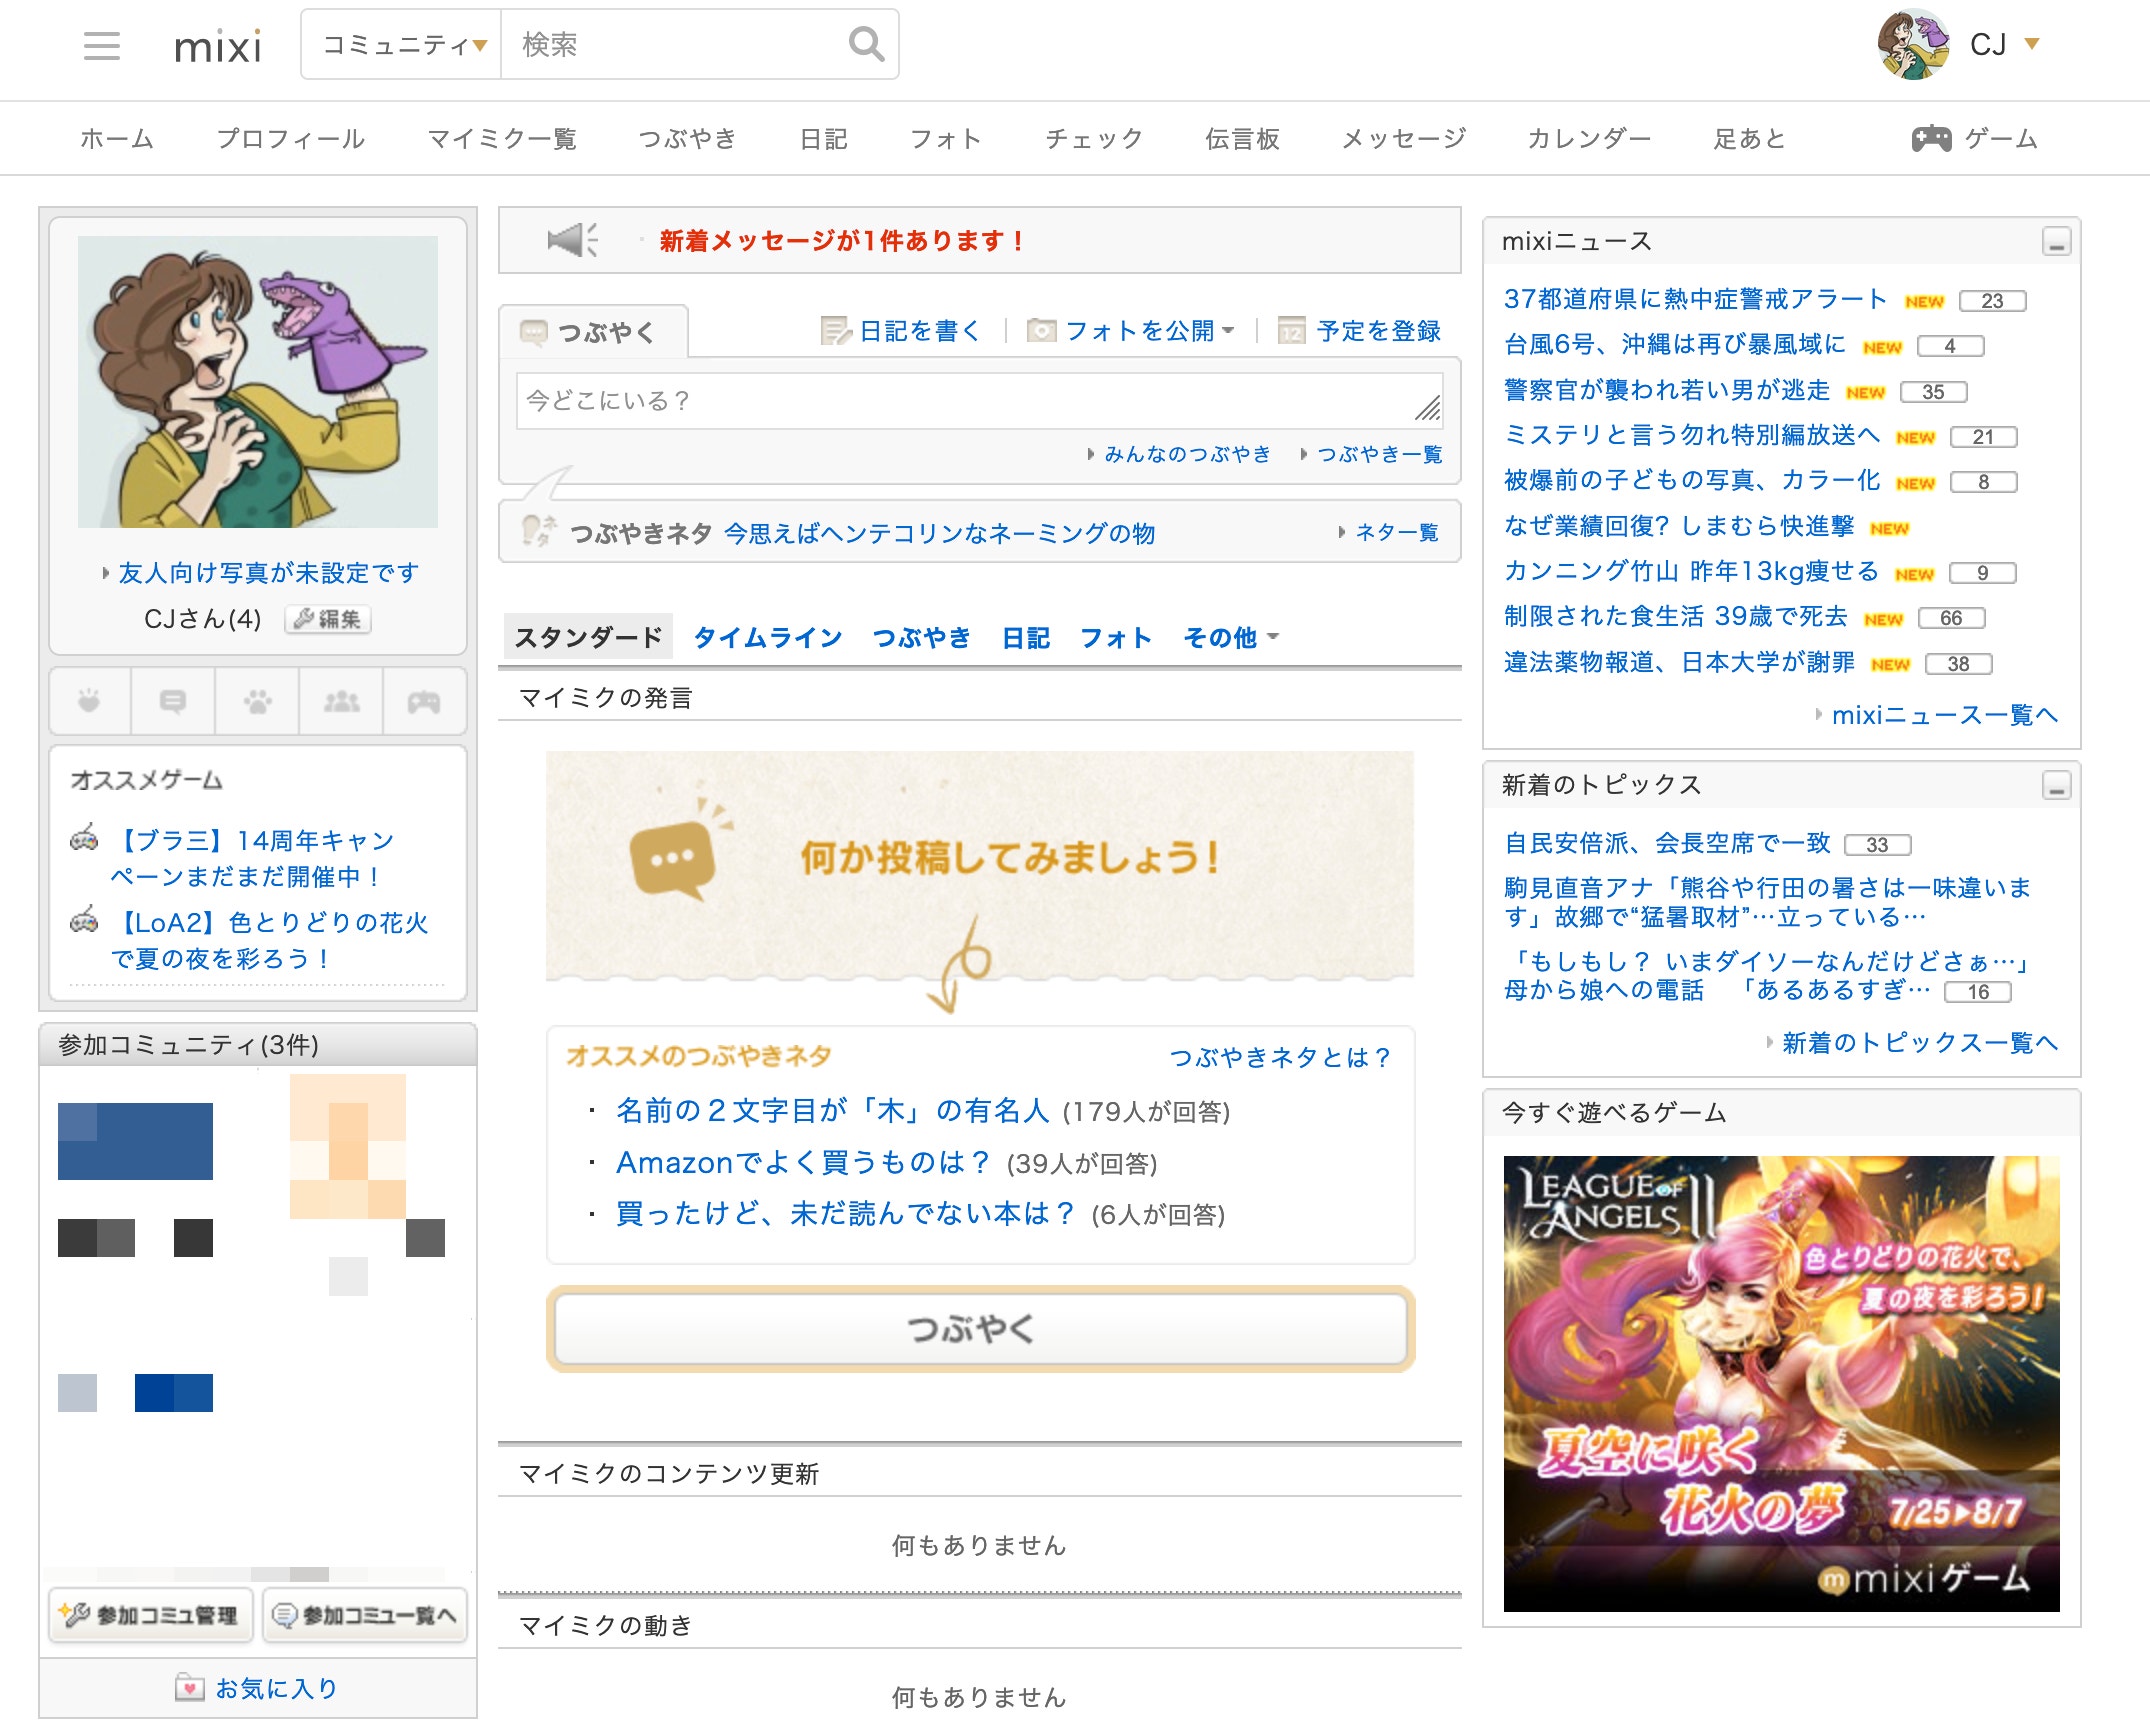 mixi
コミュニティ
検索
CJ
ホーム
プロフィール
マイミク一覧
つぶやき
日記
フォト
チェック
伝言板
メッセージ
カレンダー
足あと
ゲーム
友人向け写真が未設定です
CJさん(4)
編集
オススメゲーム
【ブラ三】14周年キャン
ペーンまだまだ開催中！
【LoA2】色とりどりの花火
で夏の夜を彩ろう！
参加コミュニティ(3件)
参加コミュ管理
参加コミュ一覧へ
お気に入り
新着メッセージが1件あります！
つぶやく
日記を書く
フォトを公開
12
予定を登録
今どこにいる？
みんなのつぶやき
つぶやき一覧
ネタ
つぶやきネタ
今思えばヘンテコリンなネーミングの物
ネタ一覧
スタンダード
タイムライン
つぶやき
日記
フォト
その他
マイミクの発言
何か投稿してみましょう！
オススメのつぶやきネタ
つぶやきネタとは？
・ 名前の２文字目が「木」の有名人 (179人が回答)
・ Amazonでよく買うものは？ (39人が回答)
・ 買ったけど、未だ読んでない本は？ (6人が回答)
つぶやく
マイミクのコンテンツ更新
何もありません
マイミクの動き
何もありません
mixiニュース
37都道府県に熱中症警戒アラート NEW 23
台風6号、沖縄は再び暴風域に NEW 4
警察官が襲われ若い男が逃走 NEW 35
ミステリと言う勿れ特別編放送へ NEW 21
被爆前の子どもの写真、カラー化 NEW 8
なぜ業績回復? しまむら快進撃 NEW
カンニング竹山 昨年13kg痩せる NEW 9
制限された食生活 39歳で死去 NEW 66
違法薬物報道、日本大学が謝罪 NEW 38
mixiニュース一覧へ
新着のトピックス
自民安倍派、会長空席で一致 33
駒見直音アナ「熊谷や行田の暑さは一味違いま
す」故郷で“猛暑取材”…立っている…
「もしもし？ いまダイソーなんだけどさぁ…」
母から娘への電話 「あるあるすぎ… 16
新着のトピックス一覧へ
今すぐ遊べるゲーム
LEAGUE OF
ANGELS II
色とりどりの花火で、
夏の夜を彩ろう！
夏空に咲く
花火の夢
7/25▶8/7
mixiゲーム